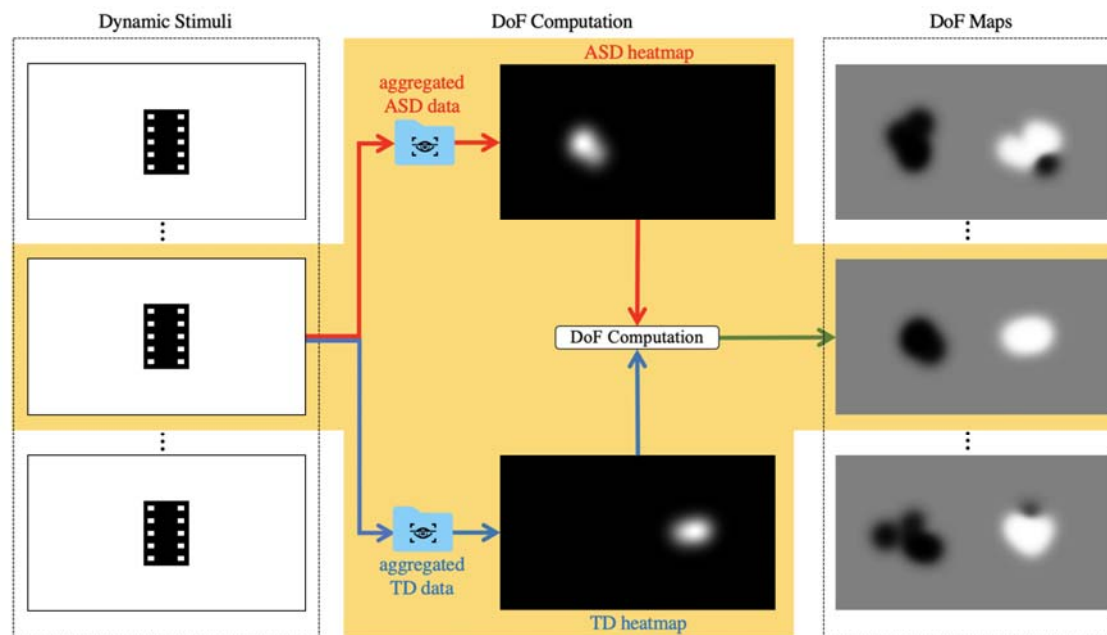 Dynamic Stimuli
DoF Computation
DoF Maps
ASD heatmap
aggregated
ASD data
DoF Computation
aggregated
TD data
TD heatmap